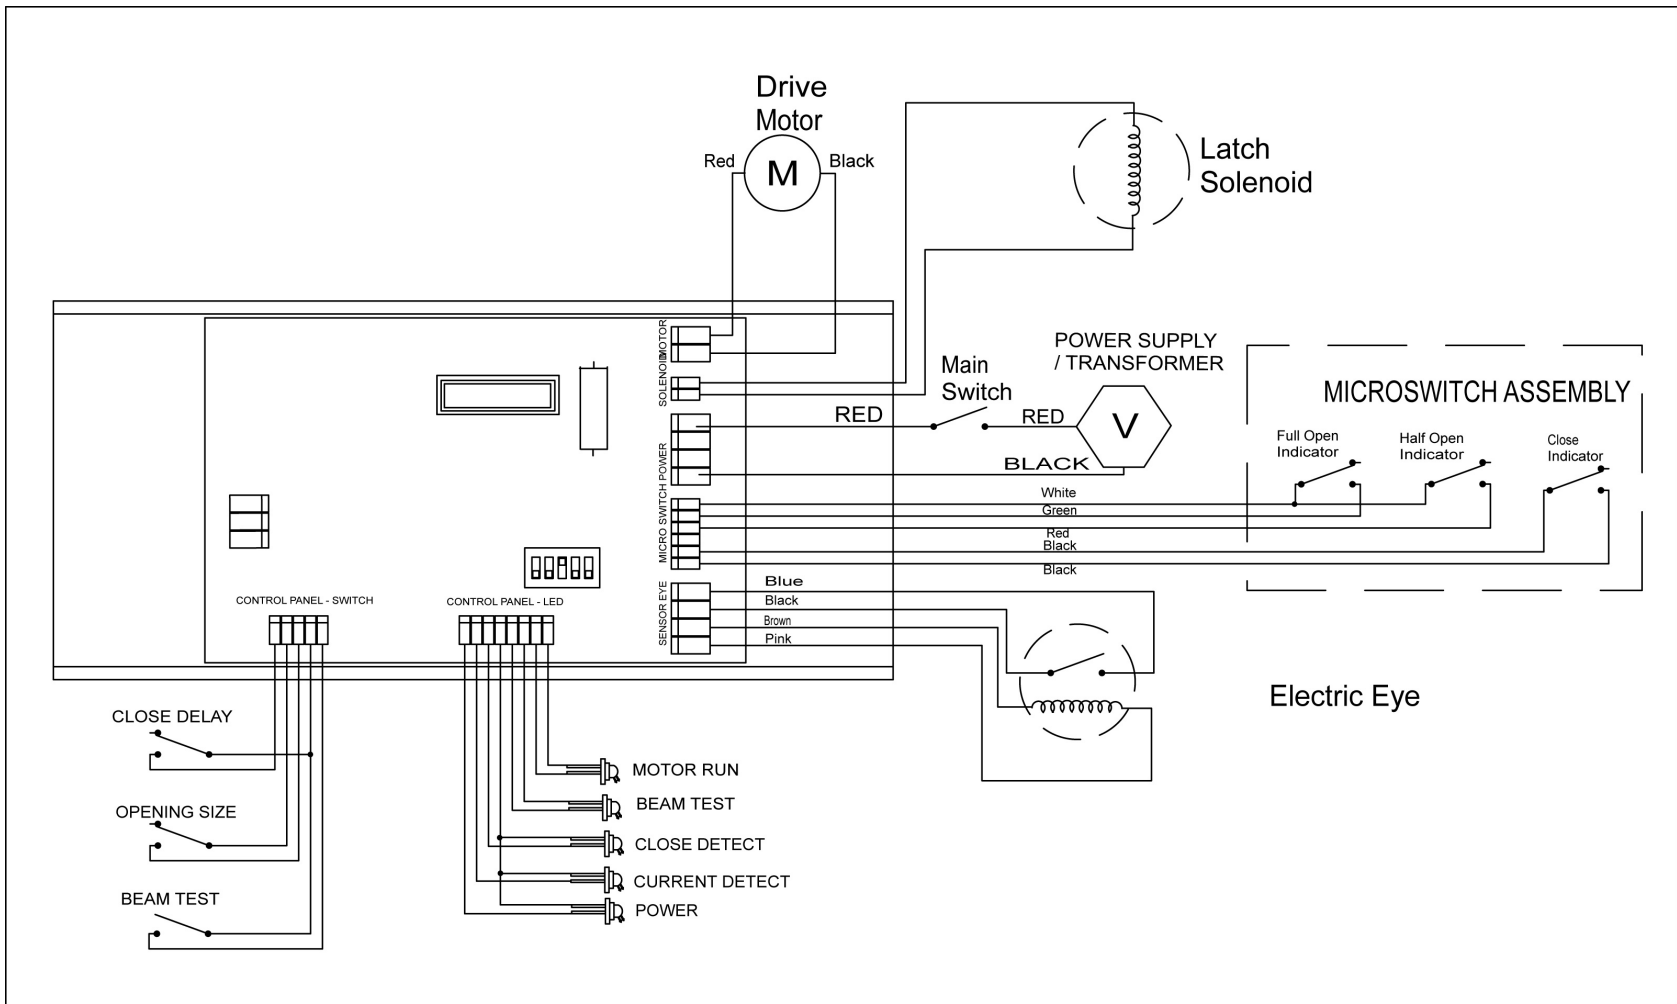 Drive
Motor
Red
M
Black
Latch
Solenoid
MOTOR
SOLENOID
POWER SUPPLY
/ TRANSFORMER
Main
Switch
RED
RED
V
BLACK
MICROSWITCH ASSEMBLY
Full Open
Indicator
Half Open
Indicator
Close
Indicator
POWER
MICRO SWITCH
White
Green
Red
Black
Black
SENSOR EYE
Blue
Black
Brown
Pink
Electric Eye
CONTROL PANEL - SWITCH
CONTROL PANEL - LED
CLOSE DELAY
OPENING SIZE
BEAM TEST
MOTOR RUN
BEAM TEST
CLOSE DETECT
CURRENT DETECT
POWER